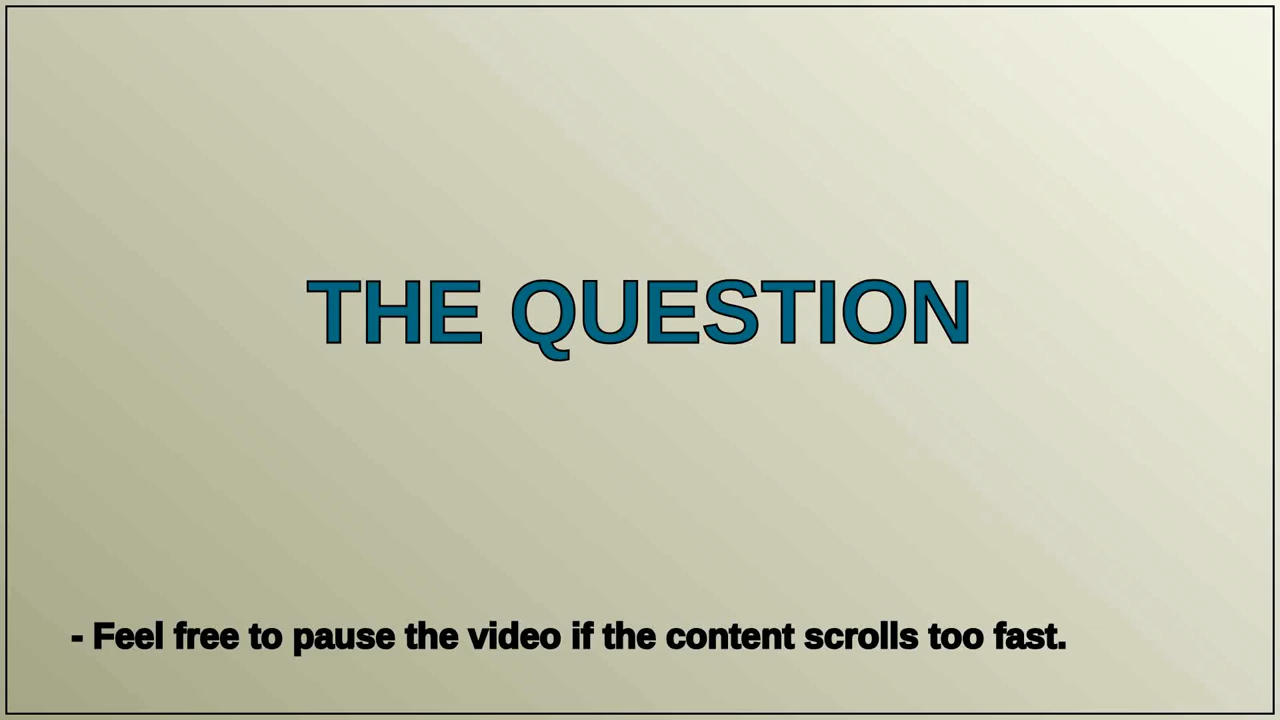 THE QUESTION
- Feel free to pause the video if the content scrolls too fast.